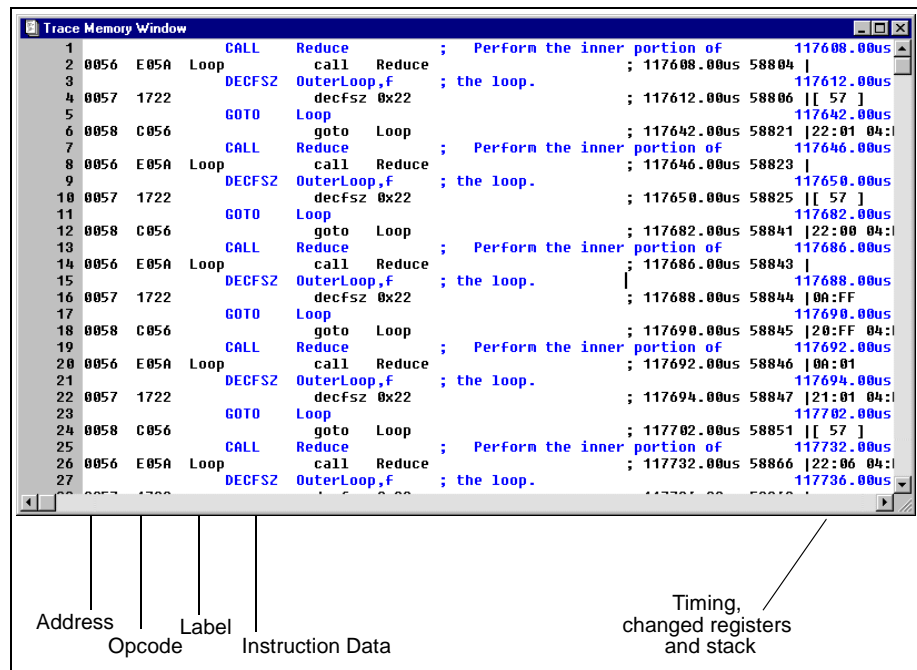 Trace Memory Window
1 CALL Reduce ; Perform the inner portion of 117608.00us
2 0056 E05A Loop call Reduce ; 117608.00us 58804 |
3 DECFSZ OuterLoop,f ; the loop. 117612.00us
4 0057 1722 decfsz 0x22 ; 117612.00us 58806 |[ 57 ]
5 GOTO Loop 117642.00us
6 0058 C056 goto Loop ; 117642.00us 58821 |22:01 04:
7 CALL Reduce ; Perform the inner portion of 117646.00us
8 0056 E05A Loop call Reduce ; 117646.00us 58823 |
9 DECFSZ OuterLoop,f ; the loop. 117650.00us
10 0057 1722 decfsz 0x22 ; 117650.00us 58825 |[ 57 ]
11 GOTO Loop 117682.00us
12 0058 C056 goto Loop ; 117682.00us 58841 |22:00 04:
13 CALL Reduce ; Perform the inner portion of 117686.00us
14 0056 E05A Loop call Reduce ; 117686.00us 58843 |
15 DECFSZ OuterLoop,f ; the loop. 117688.00us
16 0057 1722 decfsz 0x22 ; 117688.00us 58844 |0A:FF
17 GOTO Loop 117690.00us
18 0058 C056 goto Loop ; 117690.00us 58845 |20:FF 04:
19 CALL Reduce ; Perform the inner portion of 117692.00us
20 0056 E05A Loop call Reduce ; 117692.00us 58846 |0A:01
21 DECFSZ OuterLoop,f ; the loop. 117694.00us
22 0057 1722 decfsz 0x22 ; 117694.00us 58847 |21:01 04:
23 GOTO Loop 117702.00us
24 0058 C056 goto Loop ; 117702.00us 58851 |[ 57 ]
25 CALL Reduce ; Perform the inner portion of 117732.00us
26 0056 E05A Loop call Reduce ; 117732.00us 58866 |22:06 04:
27 DECFSZ OuterLoop,f ; the loop. 117736.00us
Address
Opcode
Label
Instruction Data
Timing,
changed registers
and stack